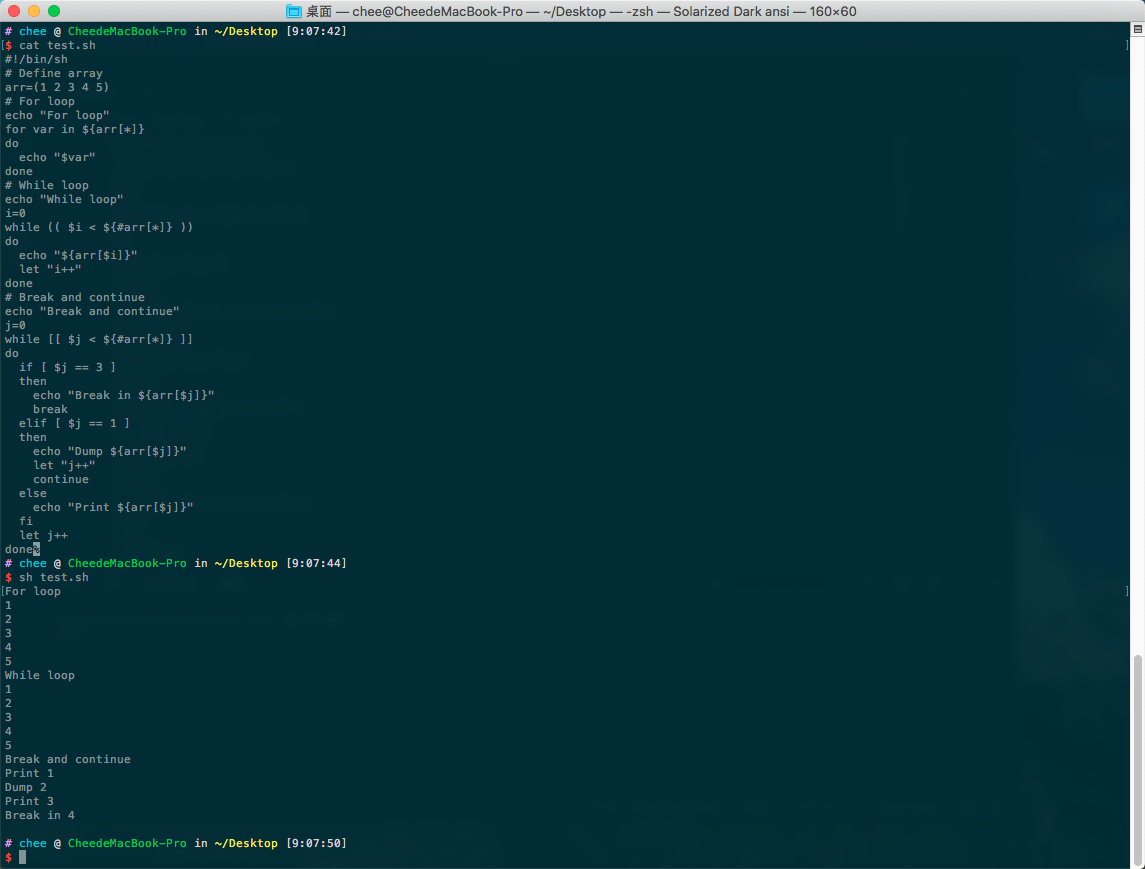 桌面 — chee@CheedeMacBook-Pro — ~/Desktop — -zsh — Solarized Dark ansi — 160×60
# chee @ CheedeMacBook-Pro in ~/Desktop [9:07:42]
[$ cat test.sh ]
#!/bin/sh
# Define array
arr=(1 2 3 4 5)
# For loop
echo "For loop"
for var in ${arr[*]}
do
  echo "$var"
done
# While loop
echo "While loop"
i=0
while (( $i < ${#arr[*]} ))
do
  echo "${arr[$i]}"
  let "i++"
done
# Break and continue
echo "Break and continue"
j=0
while [[ $j < ${#arr[*]} ]]
do
  if [ $j == 3 ]
  then
    echo "Break in ${arr[$j]}"
    break
  elif [ $j == 1 ]
  then
    echo "Dump ${arr[$j]}"
    let "j++"
    continue
  else
    echo "Print ${arr[$j]}"
  fi
  let j++
done%
# chee @ CheedeMacBook-Pro in ~/Desktop [9:07:44]
$ sh test.sh
[For loop ]
1
2
3
4
5
While loop
1
2
3
4
5
Break and continue
Print 1
Dump 2
Print 3
Break in 4
# chee @ CheedeMacBook-Pro in ~/Desktop [9:07:50]
$